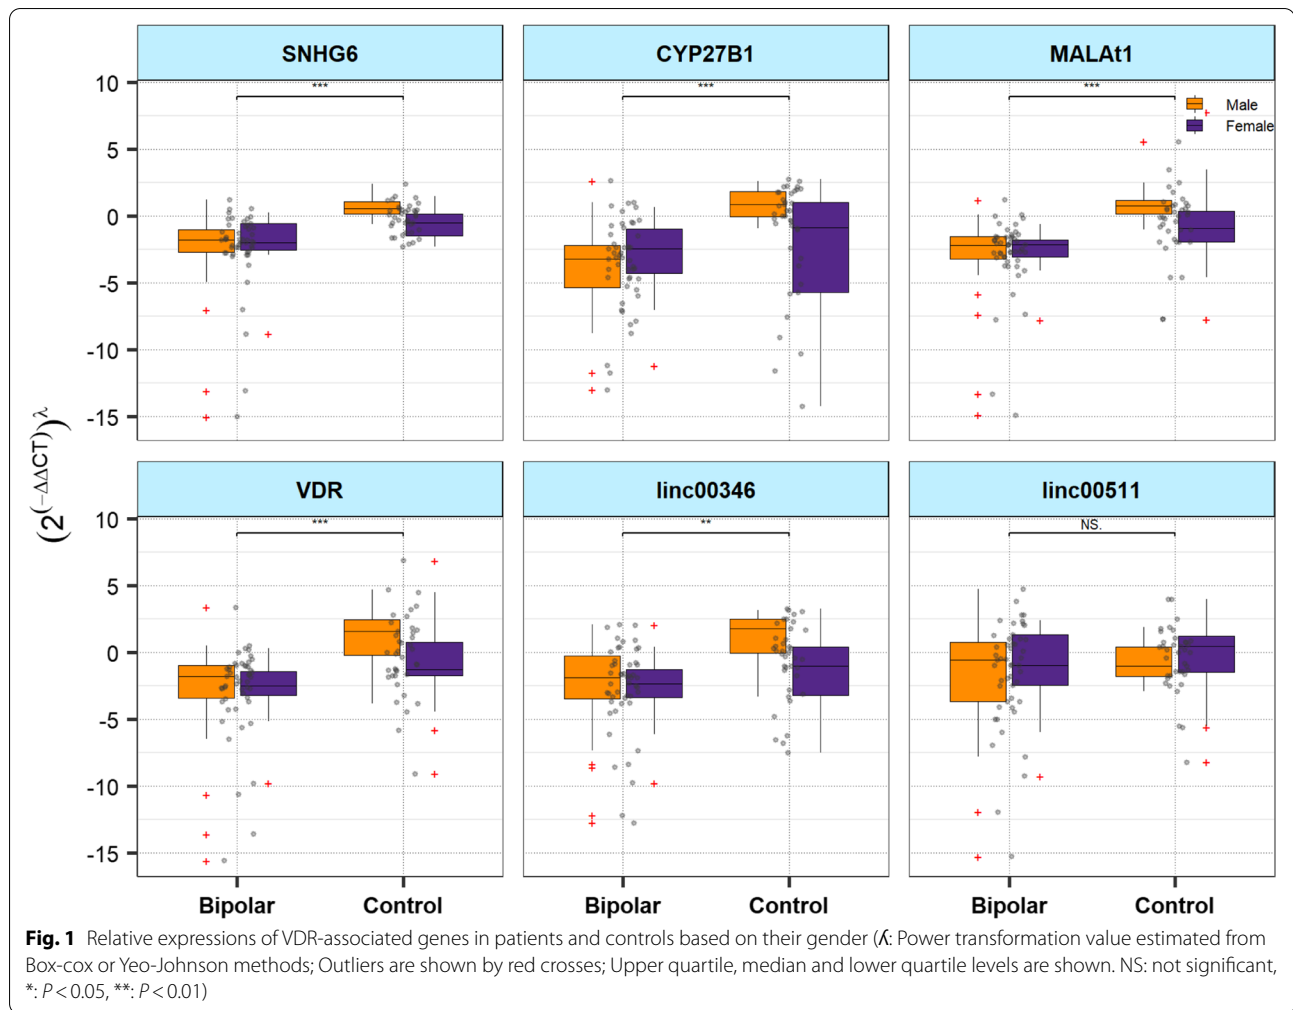 SNHG6 CYP27B1 MALAt1
*** *** ***
Male
Female
10
5
0
-5
-10
-15
(2^(−ΔΔCT))^λ
VDR linc00346 linc00511
*** ** NS.
10
5
0
-5
-10
-15
Bipolar Control Bipolar Control Bipolar Control
Fig. 1 Relative expressions of VDR-associated genes in patients and controls based on their gender (ʎ: Power transformation value estimated from
Box-cox or Yeo-Johnson methods; Outliers are shown by red crosses; Upper quartile, median and lower quartile levels are shown. NS: not significant,
*: P < 0.05, **: P < 0.01)